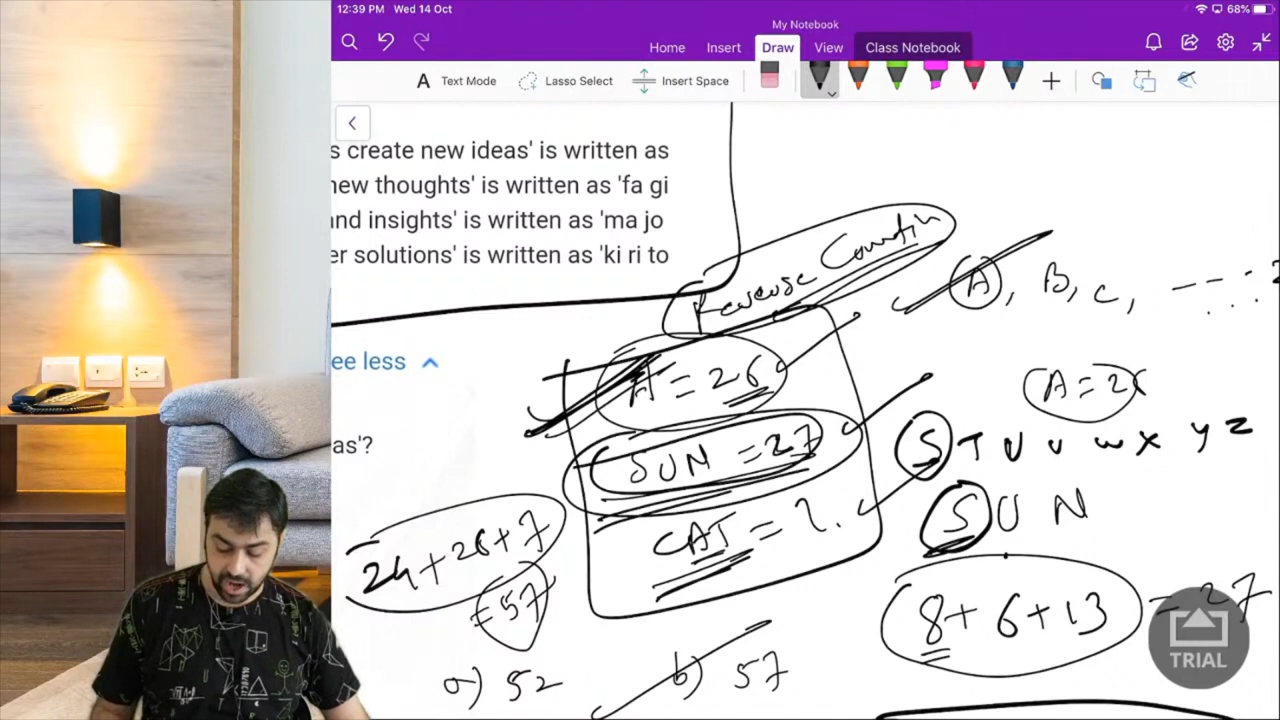 12:39 PM Wed 14 Oct
68%
My Notebook
Home Insert Draw View Class Notebook
A Text Mode Lasso Select Insert Space
s create new ideas' is written as
new thoughts' is written as 'fa gi
and insights' is written as 'ma jo
er solutions' is written as 'ki ri to
Reverse Countin
A, B, C,
ee less
A = 26
A = 26
SUN = 27
S T U V W X Y Z
as'?
CAT = ?
S U N
24+26+7
= 57
8 + 6 + 13 = 27
TRIAL
a) 52 b) 57